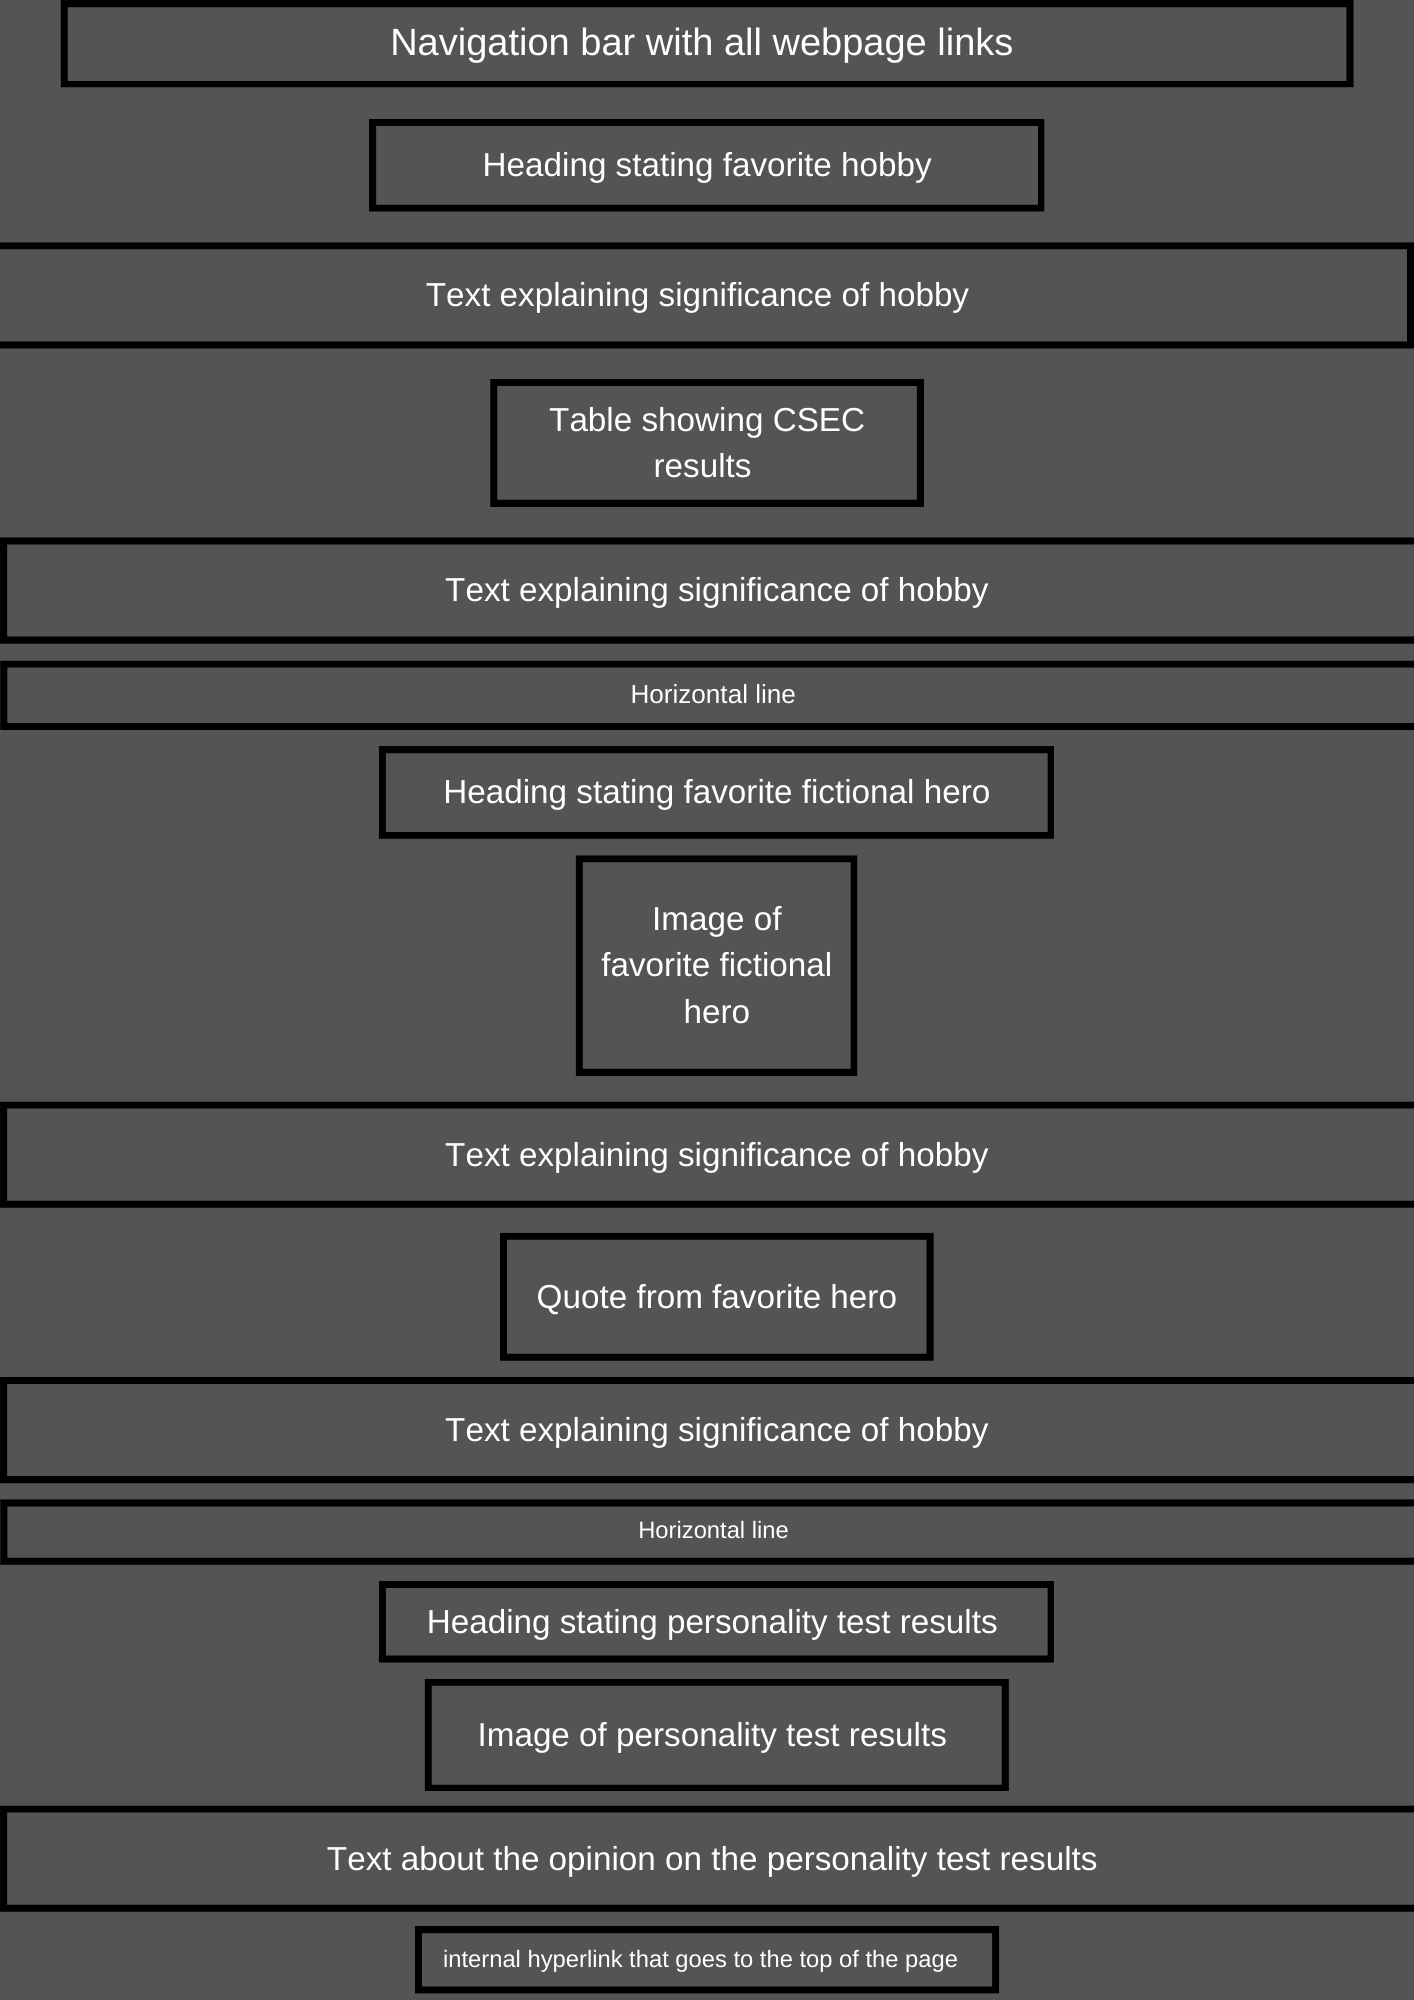 Navigation bar with all webpage links
Heading stating favorite hobby
Text explaining significance of hobby
Table showing CSEC
results
Text explaining significance of hobby
Horizontal line
Heading stating favorite fictional hero
Image of
favorite fictional
hero
Text explaining significance of hobby
Quote from favorite hero
Text explaining significance of hobby
Horizontal line
Heading stating personality test results
Image of personality test results
Text about the opinion on the personality test results
internal hyperlink that goes to the top of the page